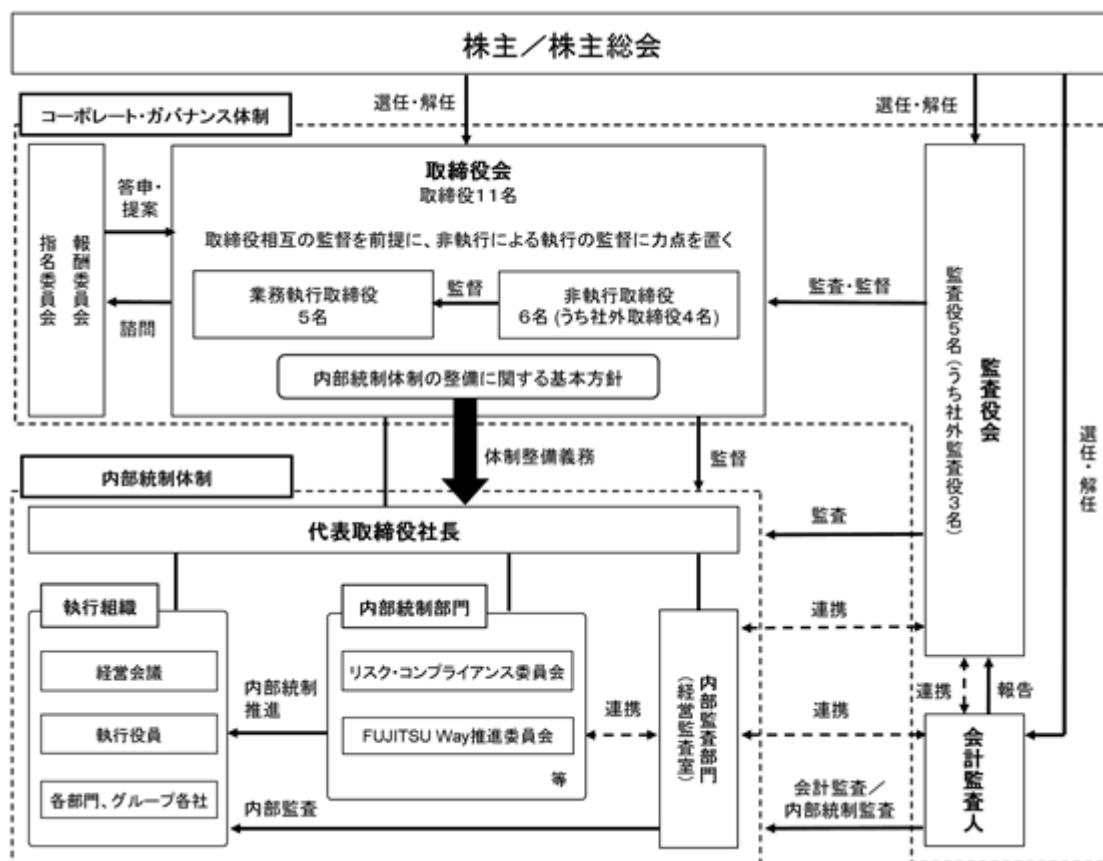 株主／株主総会
選任・解任
選任・解任
コーポレート・ガバナンス体制
取締役会
取締役11名
答申・
提案
取締役相互の監督を前提に、非執行による執行の監督に力点を置く
報酬委員会
指名委員会
業務執行取締役
5名
監督
非執行取締役
6名 (うち社外取締役4名)
監査・監督
諮問
内部統制体制の整備に関する基本方針
監査役会
監査役5名(うち社外監査役3名)
選任・解任
体制整備義務
監督
内部統制体制
代表取締役社長
監査
執行組織
内部統制部門
連携
経営会議
リスク・コンプライアンス委員会
内部統制
推進
内部監査部門
(経営監査室)
連携
報告
執行役員
FUJITSU Way推進委員会
連携
連携
等
会計監査人
各部門、グループ各社
内部監査
会計監査／
内部統制監査